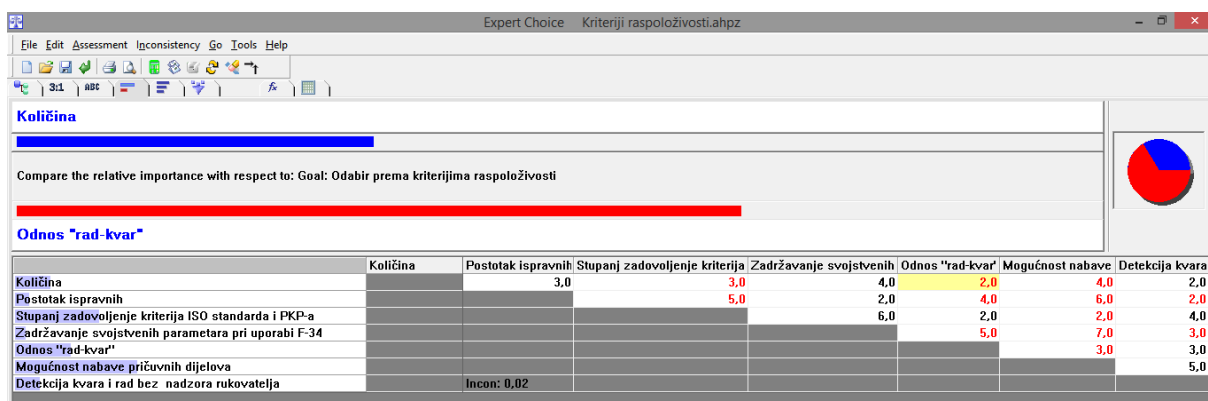 Expert Choice Kriteriji raspoloživosti.ahpz
File Edit Assessment Inconsistency Go Tools Help
3:1 ABC fx
Količina
Compare the relative importance with respect to: Goal: Odabir prema kriterijima raspoloživosti
Odnos "rad-kvar"
Količina Postotak ispravnih Stupanj zadovoljenje kriterija Zadržavanje svojstvenih Odnos "rad-kvar' Mogućnost nabave Detekcija kvara
Količina 3,0 3,0 4,0 2,0 4,0 2,0
Postotak ispravnih 5,0 2,0 4,0 6,0 2,0
Stupanj zadovoljenje kriterija ISO standarda i PKP-a 6,0 2,0 2,0 4,0
Zadržavanje svojstvenih parametara pri uporabi F-34 5,0 7,0 3,0
Odnos "rad-kvar" 3,0 3,0
Mogućnost nabave pričuvnih dijelova 5,0
Detekcija kvara i rad bez nadzora rukovatelja Incon: 0,02